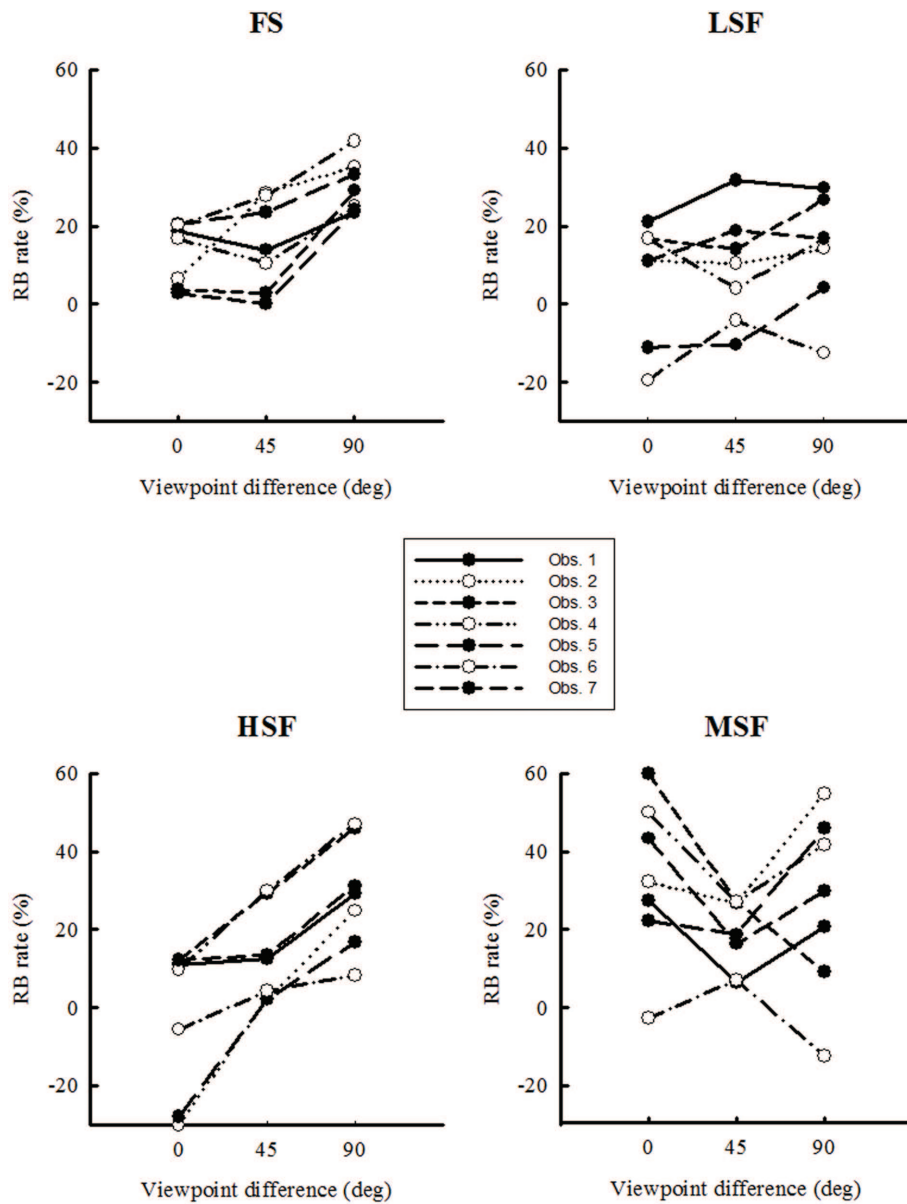 FS
60
40
20
0
-20
RB rate (%)
0 45 90
Viewpoint difference (deg)
LSF
60
40
20
0
-20
RB rate (%)
0 45 90
Viewpoint difference (deg)
Obs. 1
Obs. 2
Obs. 3
Obs. 4
Obs. 5
Obs. 6
Obs. 7
HSF
60
40
20
0
-20
RB rate (%)
0 45 90
Viewpoint difference (deg)
MSF
60
40
20
0
-20
RB rate (%)
0 45 90
Viewpoint difference (deg)